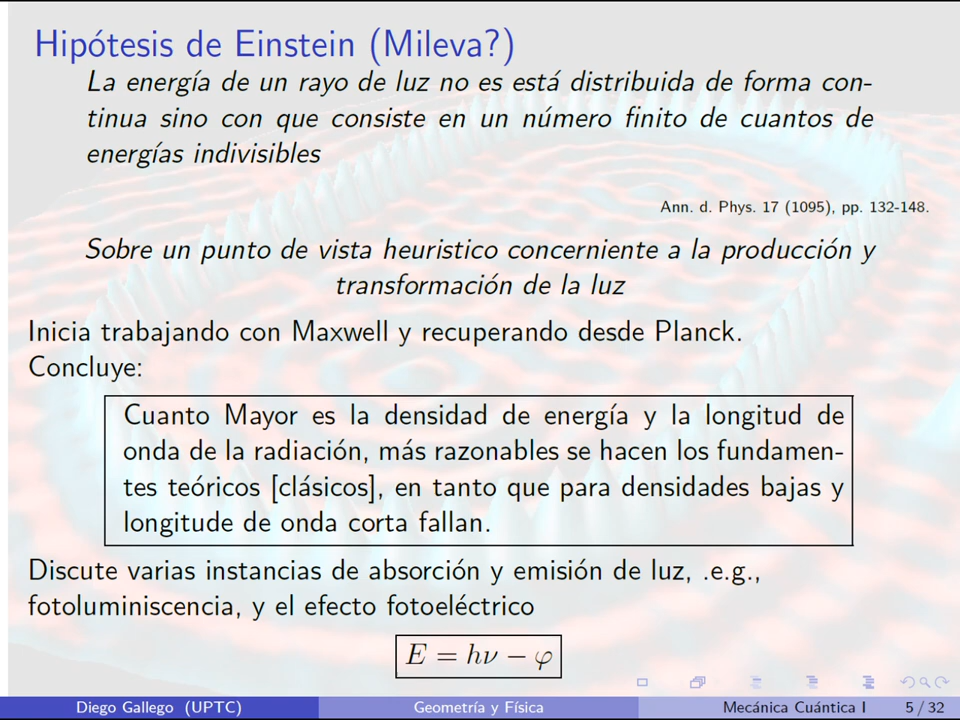 Hipótesis de Einstein (Mileva?)
La energía de un rayo de luz no es está distribuida de forma con-
tinua sino con que consiste en un número finito de cuantos de
energías indivisibles
Ann. d. Phys. 17 (1095), pp. 132-148.
Sobre un punto de vista heuristico concerniente a la producción y
transformación de la luz
Inicia trabajando con Maxwell y recuperando desde Planck.
Concluye:
Cuanto Mayor es la densidad de energía y la longitud de
onda de la radiación, más razonables se hacen los fundamen-
tes teóricos [clásicos], en tanto que para densidades bajas y
longitude de onda corta fallan.
Discute varias instancias de absorción y emisión de luz, .e.g.,
fotoluminiscencia, y el efecto fotoeléctrico
E = hν − φ
Diego Gallego (UPTC) Geometría y Física Mecánica Cuántica I 5 / 32